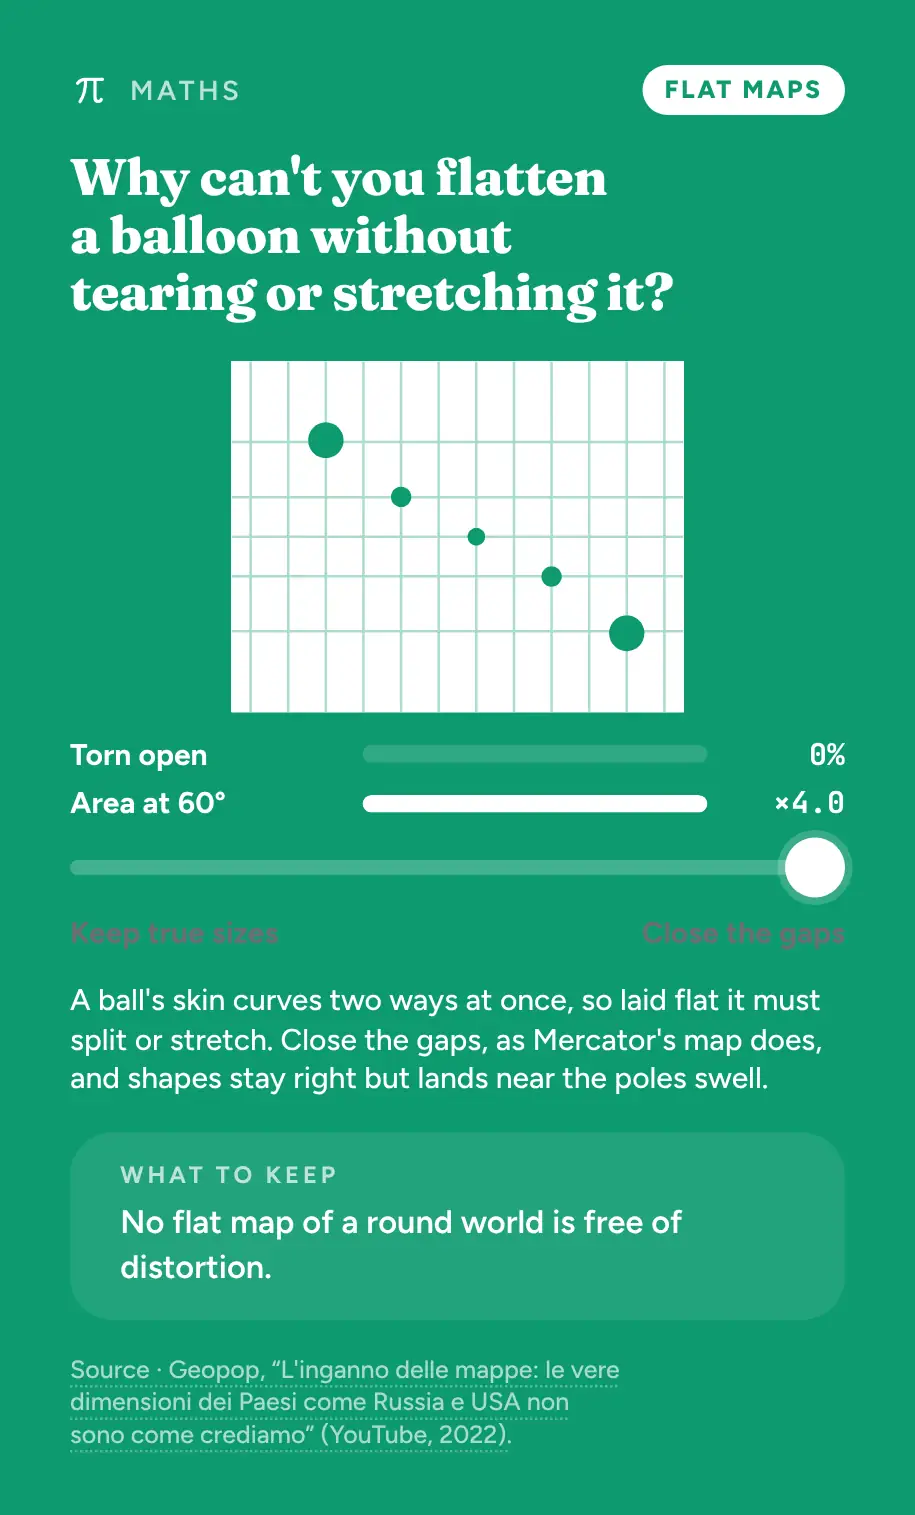 π MATHS
FLAT MAPS
Why can't you flatten
a balloon without
tearing or stretching it?
Torn open 0%
Area at 60° ×4.0
Keep true sizes Close the gaps
A ball's skin curves two ways at once, so laid flat it must
split or stretch. Close the gaps, as Mercator's map does,
and shapes stay right but lands near the poles swell.
WHAT TO KEEP
No flat map of a round world is free of
distortion.
Source · Geopop, “L'inganno delle mappe: le vere
dimensioni dei Paesi come Russia e USA non
sono come crediamo” (YouTube, 2022).